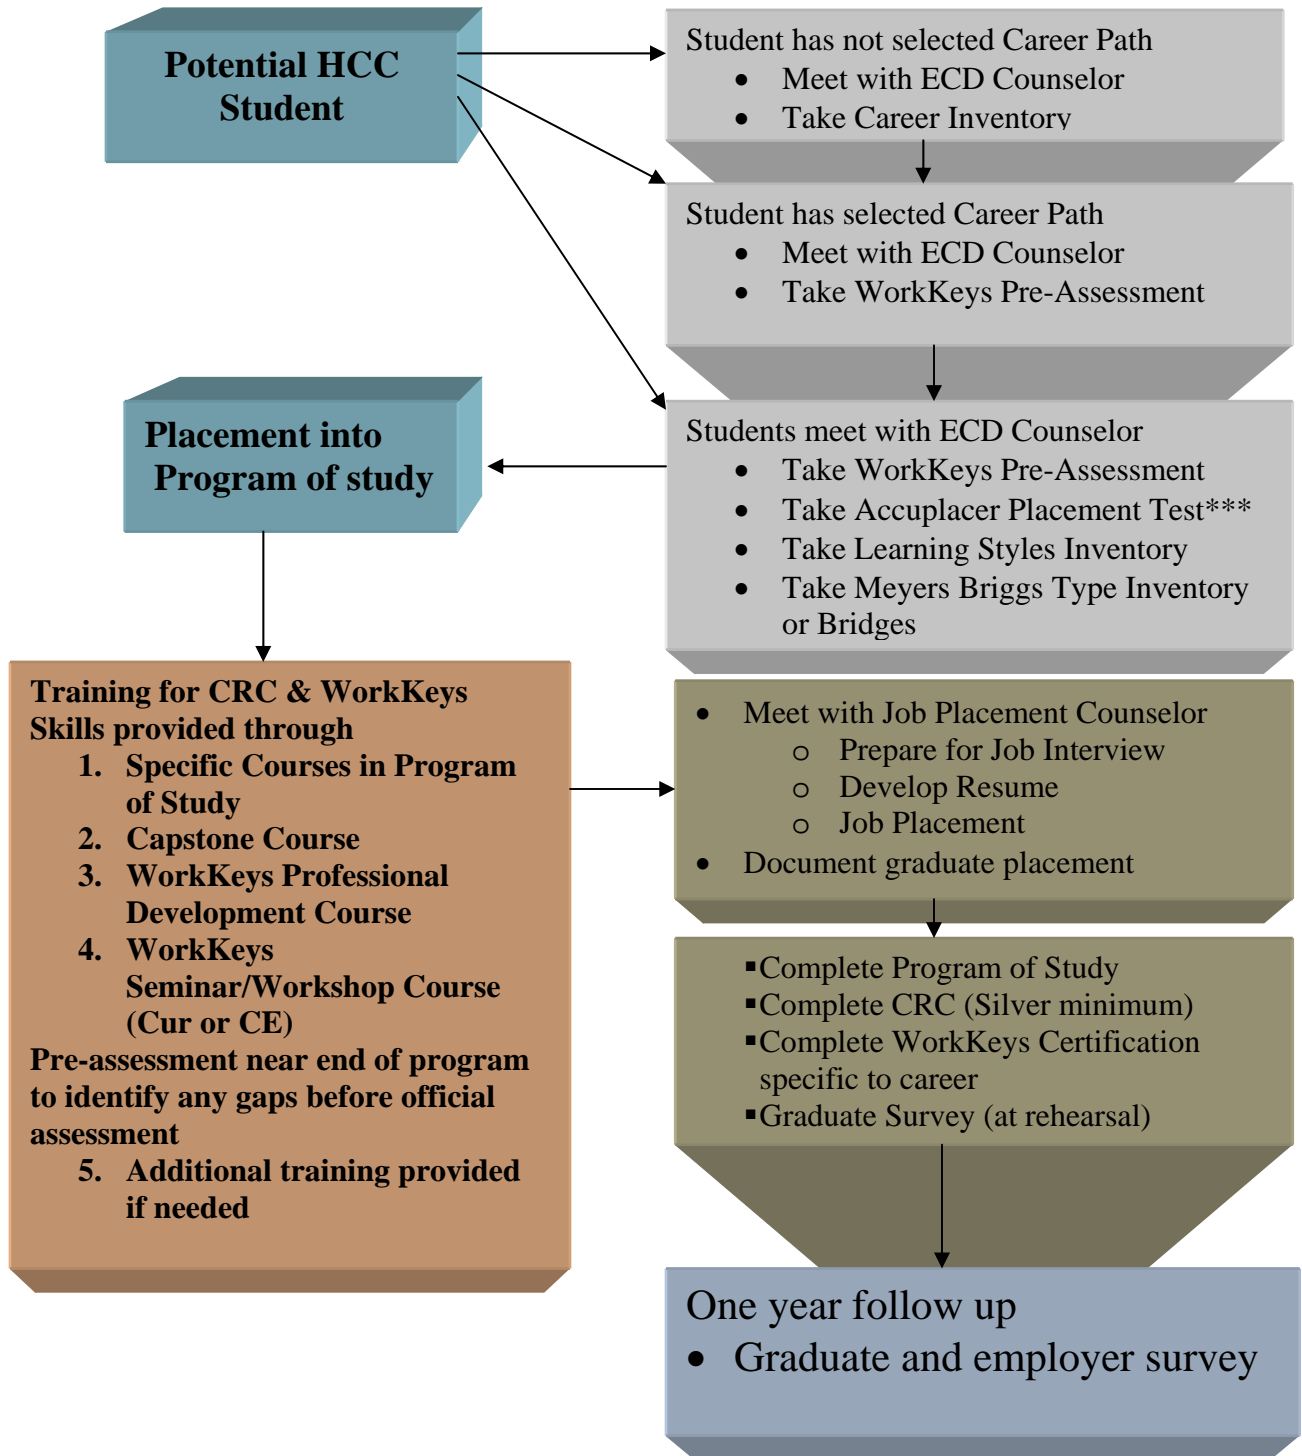 Potential HCC
Student
Student has not selected Career Path
• Meet with ECD Counselor
• Take Career Inventory
Student has selected Career Path
• Meet with ECD Counselor
• Take WorkKeys Pre-Assessment
Students meet with ECD Counselor
• Take WorkKeys Pre-Assessment
• Take Accuplacer Placement Test***
• Take Learning Styles Inventory
• Take Meyers Briggs Type Inventory
or Bridges
Placement into
Program of study
Training for CRC & WorkKeys
Skills provided through
1. Specific Courses in Program
of Study
2. Capstone Course
3. WorkKeys Professional
Development Course
4. WorkKeys
Seminar/Workshop Course
(Cur or CE)
Pre-assessment near end of program
to identify any gaps before official
assessment
5. Additional training provided
if needed
• Meet with Job Placement Counselor
o Prepare for Job Interview
o Develop Resume
o Job Placement
• Document graduate placement
▪Complete Program of Study
▪Complete CRC (Silver minimum)
▪Complete WorkKeys Certification
specific to career
▪Graduate Survey (at rehearsal)
One year follow up
• Graduate and employer survey